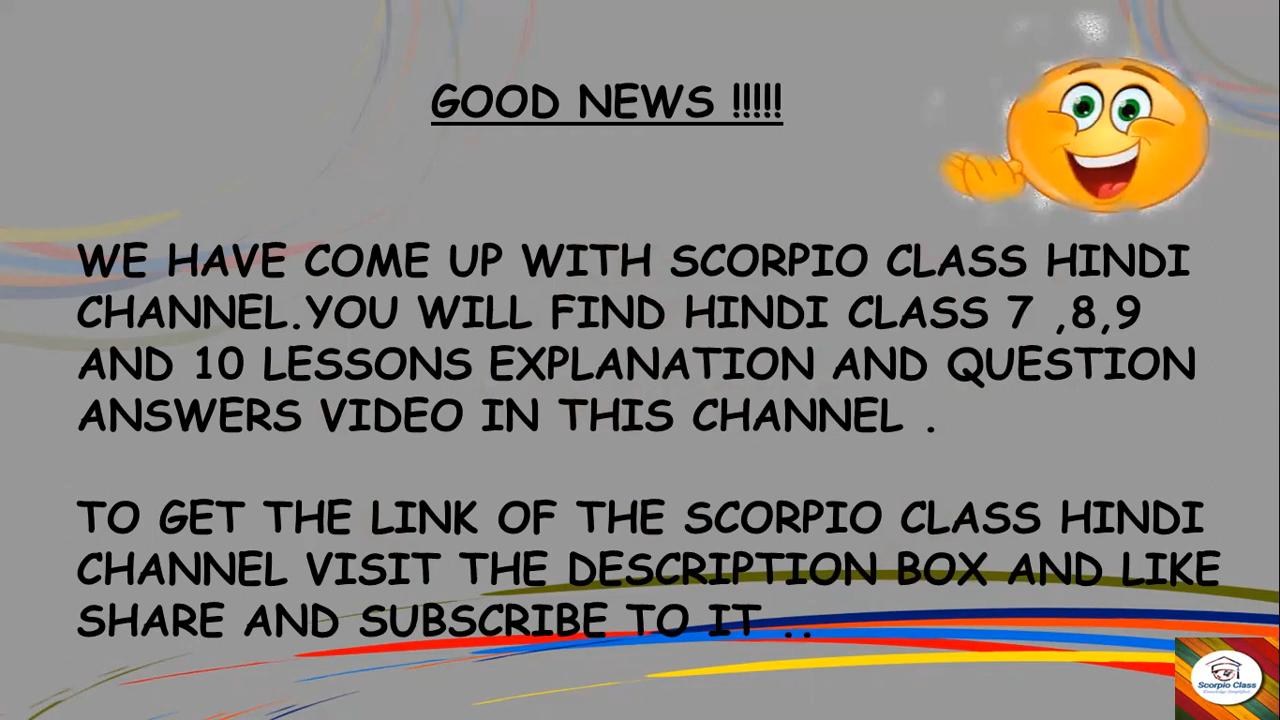 GOOD NEWS !!!!!
WE HAVE COME UP WITH SCORPIO CLASS HINDI
CHANNEL.YOU WILL FIND HINDI CLASS 7 ,8,9
AND 10 LESSONS EXPLANATION AND QUESTION
ANSWERS VIDEO IN THIS CHANNEL .
TO GET THE LINK OF THE SCORPIO CLASS HINDI
CHANNEL VISIT THE DESCRIPTION BOX AND LIKE
SHARE AND SUBSCRIBE TO IT ..
Scorpio Class
Knowledge Simplified..